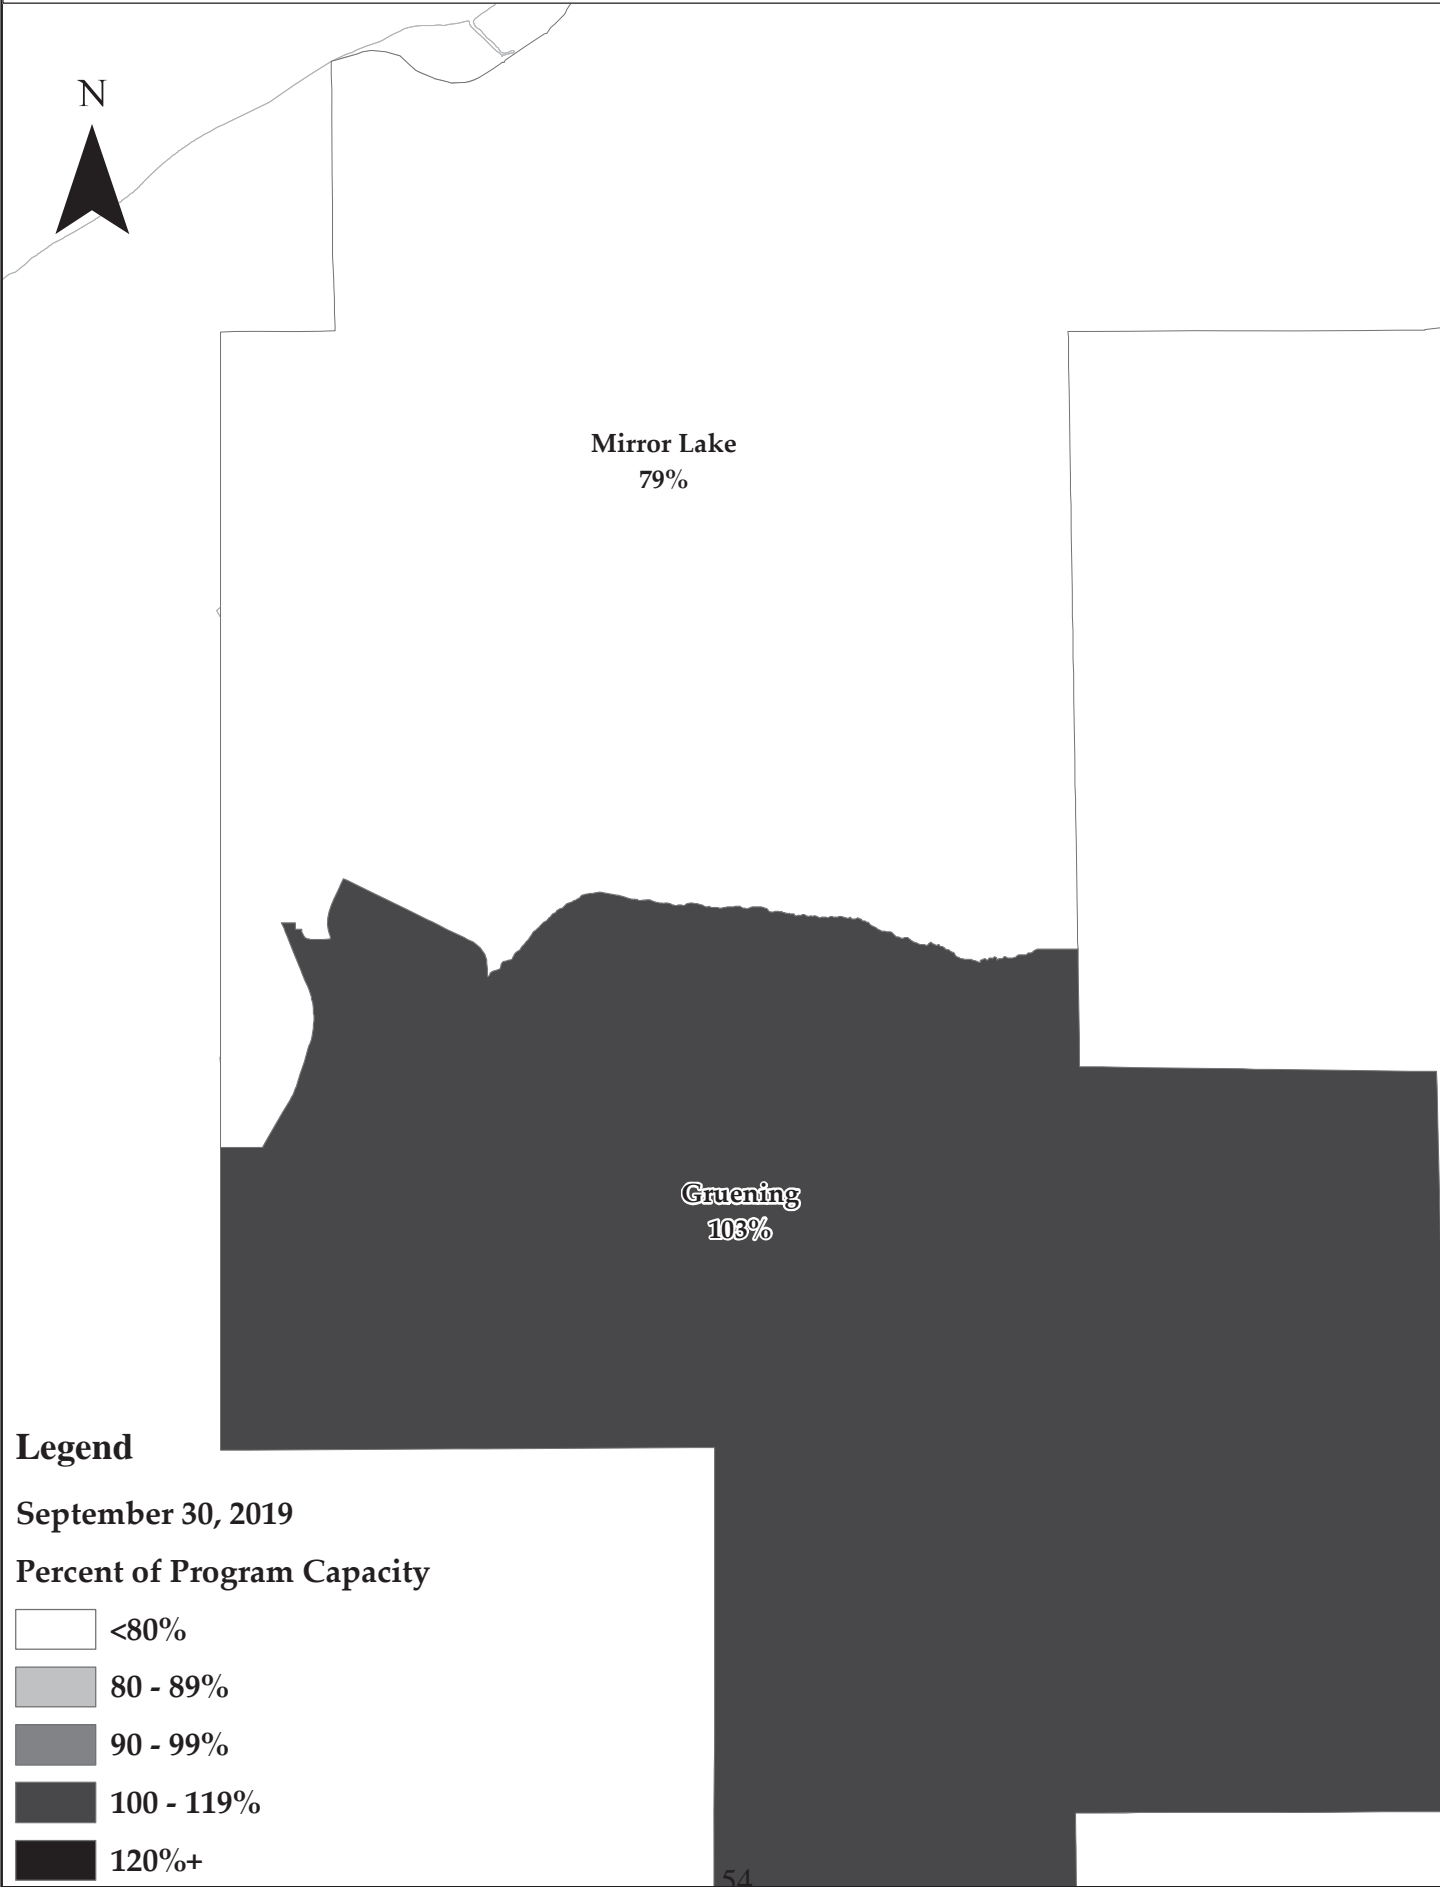 N
Mirror Lake
79%
Gruening
103%
Legend
September 30, 2019
Percent of Program Capacity
<80%
80 - 89%
90 - 99%
100 - 119%
120%+
54